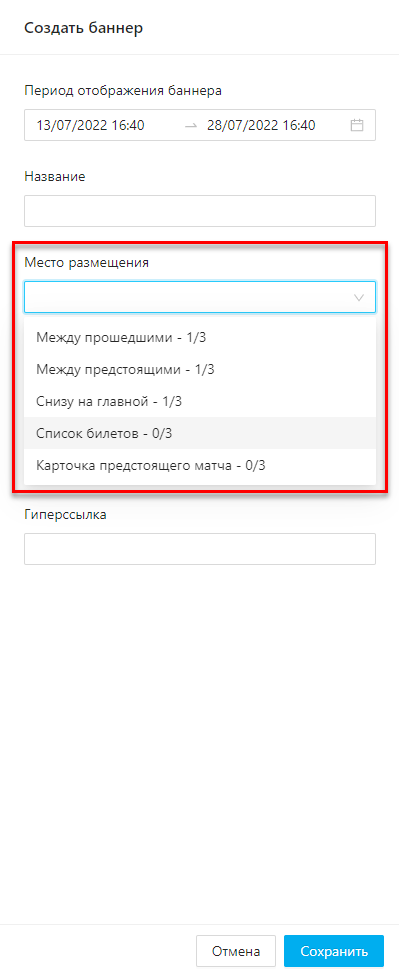 Создать баннер
Период отображения баннера
13/07/2022 16:40 → 28/07/2022 16:40
Название
Место размещения
Между прошедшими - 1/3
Между предстоящими - 1/3
Снизу на главной - 1/3
Список билетов - 0/3
Карточка предстоящего матча - 0/3
Гиперссылка
Отмена Сохранить